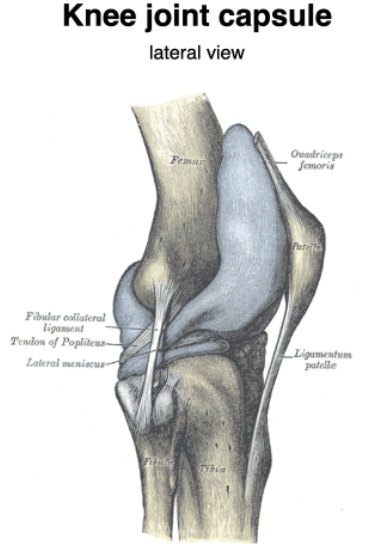 Knee joint capsule
lateral view
Femur
Quadriceps
femoris
Patella
Fibular collateral
ligament
Tendon of Popliteus
Lateral meniscus
Ligamentum
patellæ
Fibula
Tibia